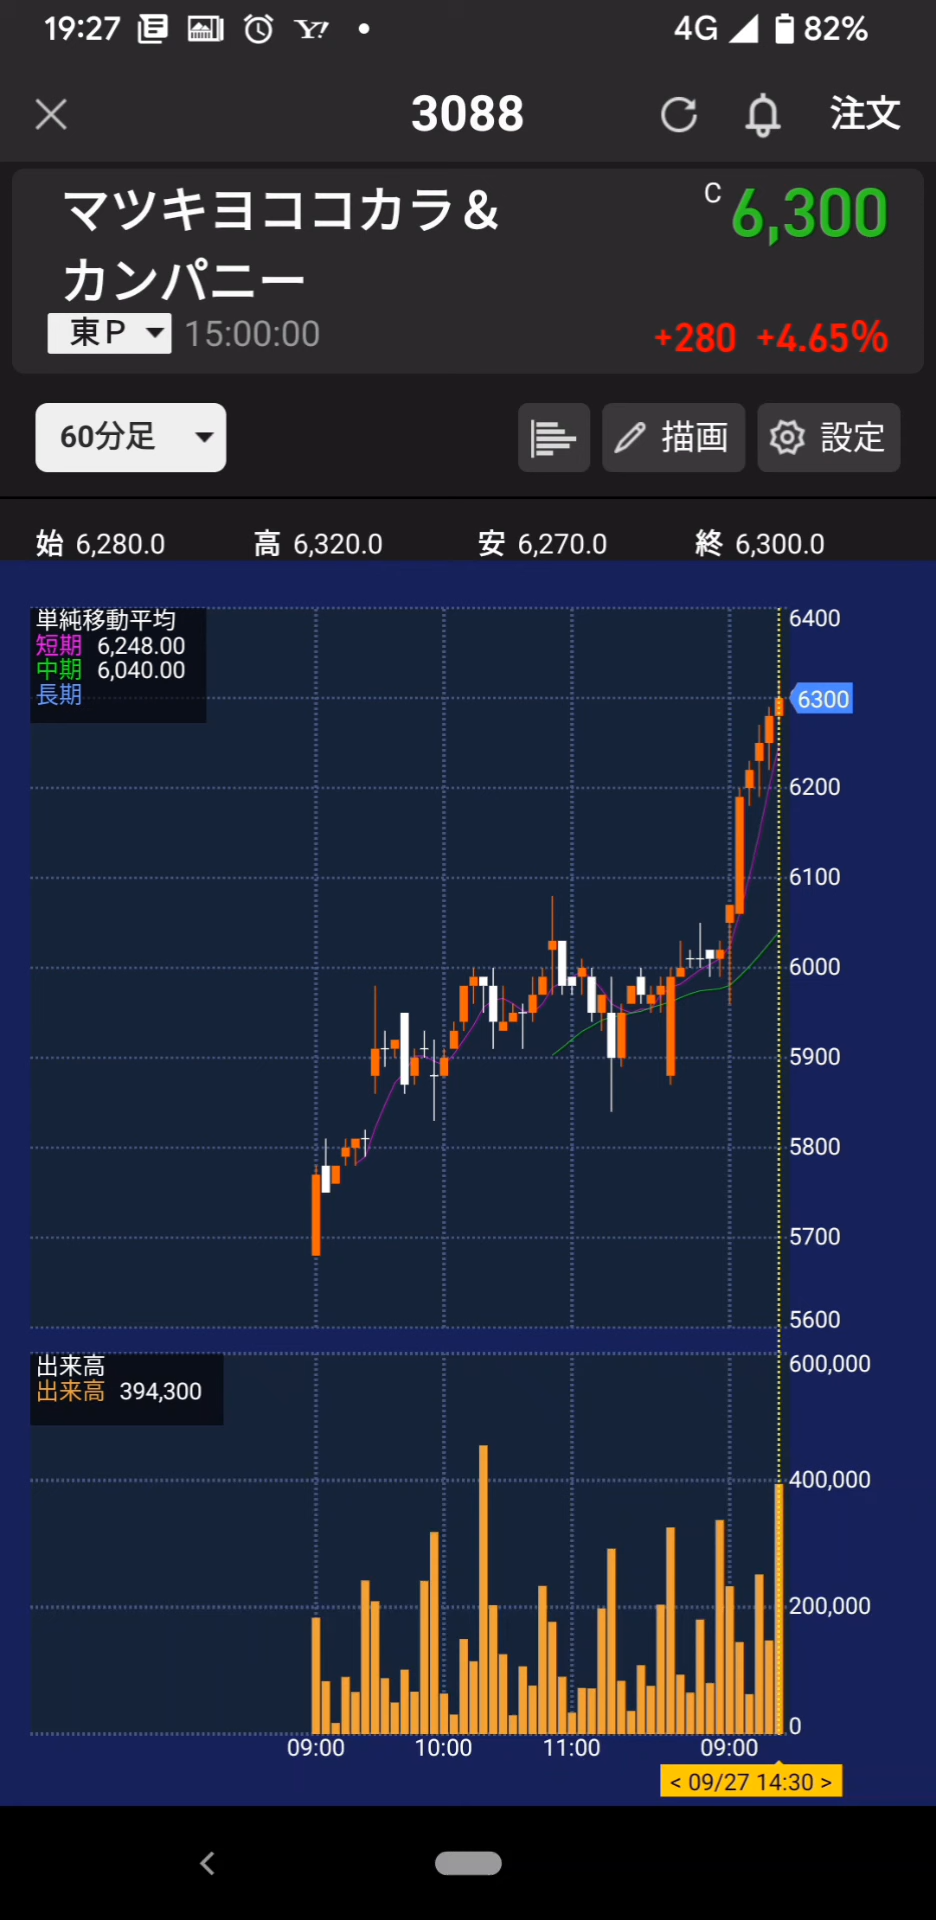 19:27
4G 82%
3088
注文
マツキヨココカラ＆
カンパニー
C 6,300
東P 15:00:00
+280 +4.65%
60分足
描画
設定
始 6,280.0 高 6,320.0 安 6,270.0 終 6,300.0
単純移動平均
短期 6,248.00
中期 6,040.00
長期
6400
6300
6200
6100
6000
5900
5800
5700
5600
出来高
出来高 394,300
600,000
400,000
200,000
0
09:00 10:00 11:00 09:00
< 09/27 14:30 >